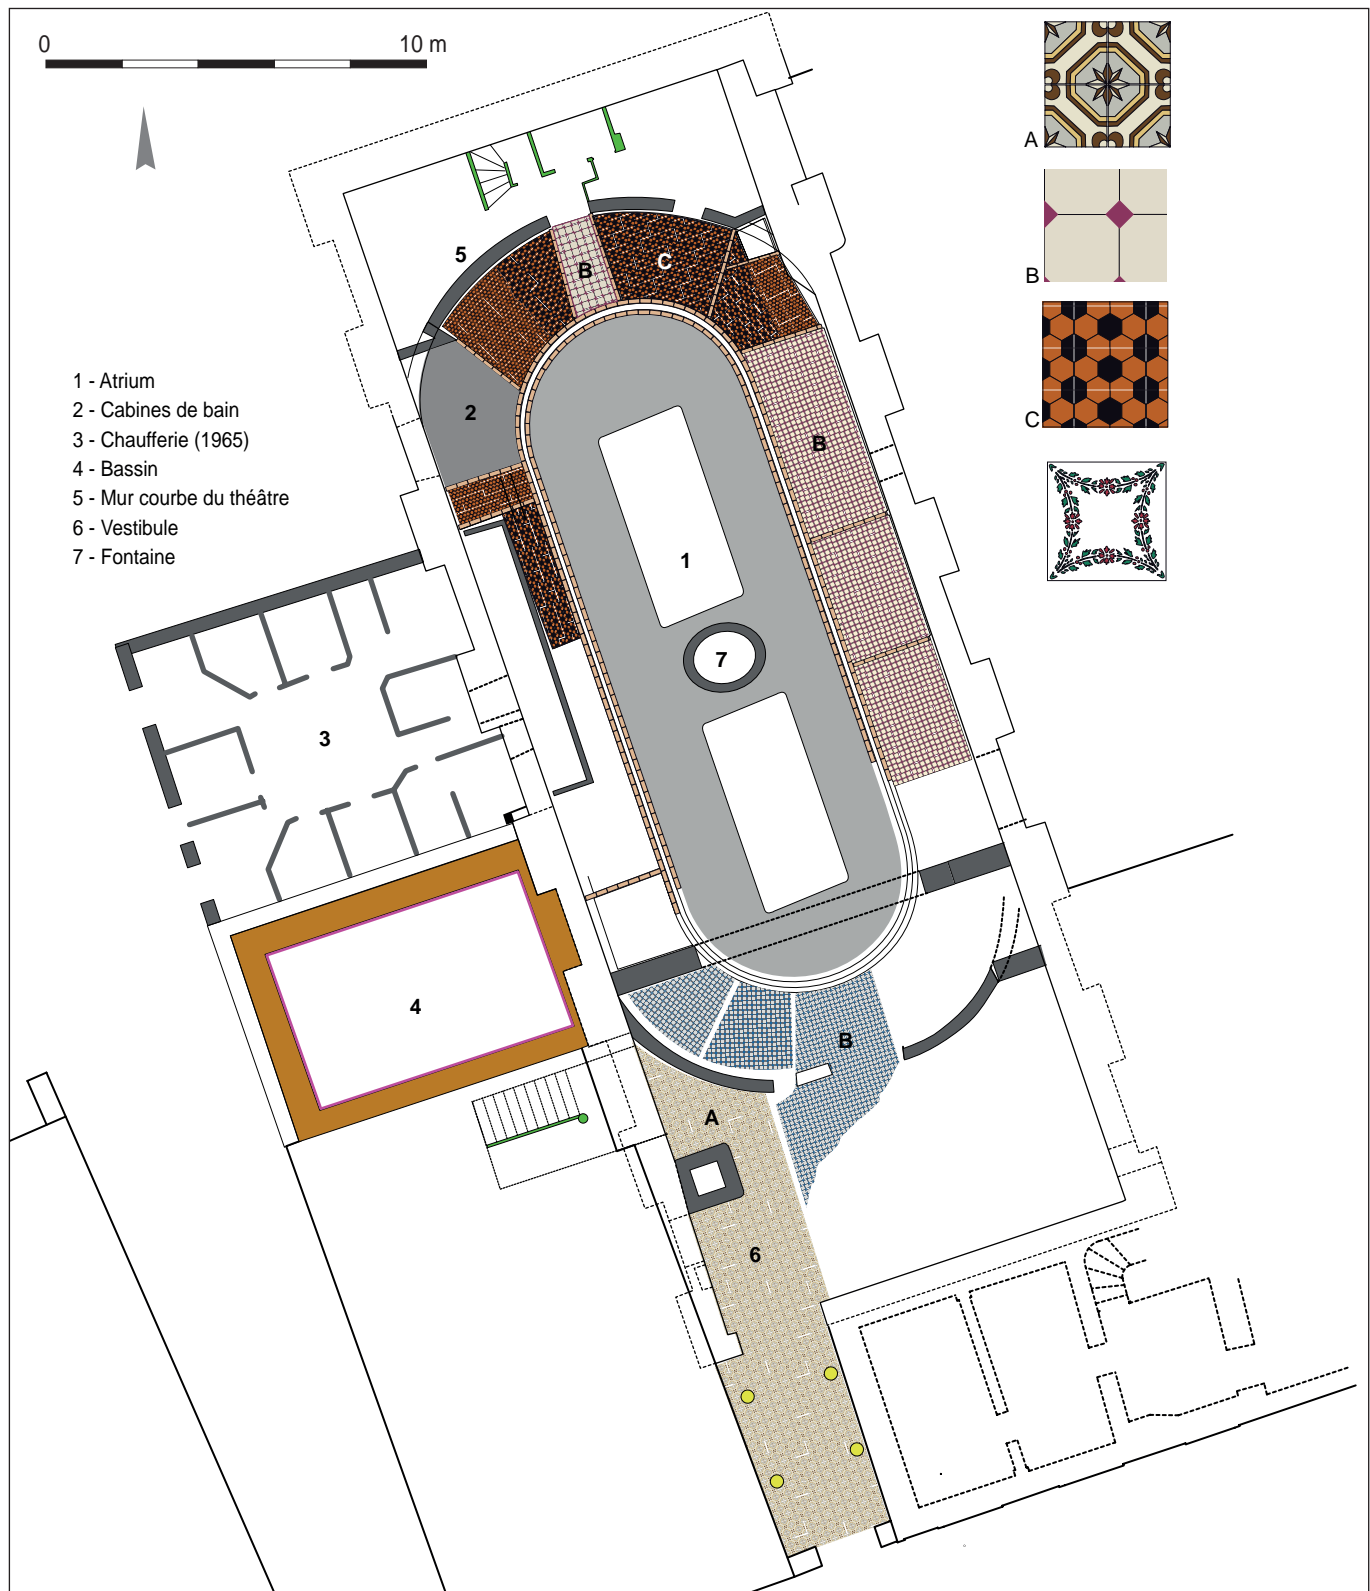 0 10 m
A
B
C
1 - Atrium
2 - Cabines de bain
3 - Chaufferie (1965)
4 - Bassin
5 - Mur courbe du théâtre
6 - Vestibule
7 - Fontaine
5
B
C
2
B
1
7
3
4
B
A
6